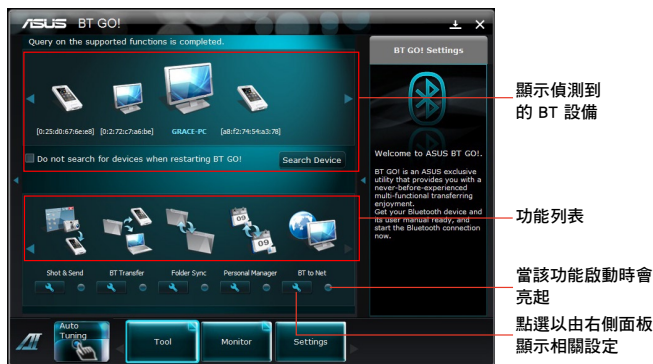 ASUS BT GO!
Query on the supported functions is completed.
BT GO! Settings
[0:25:d0:67:6e:e8] [0:2:72:c7:a6:be] GRACE-PC [a8:f2:74:54:a3:78]
Do not search for devices when restarting BT GO!
Search Device
Welcome to ASUS BT GO!.
BT GO! is an ASUS exclusive
utility that provides you with a
never-before-experienced
multi-functional transferring
enjoyment.
Get your Bluetooth device and
its user manual ready, and
start the Bluetooth connection
now.
09
09
Shot & Send
BT Transfer
Folder Sync
Personal Manager
BT to Net
Auto
Tuning
Tool
Monitor
Settings
顯示偵測到
的 BT 設備
功能列表
當該功能啟動時會
亮起
點選以由右側面板
顯示相關設定